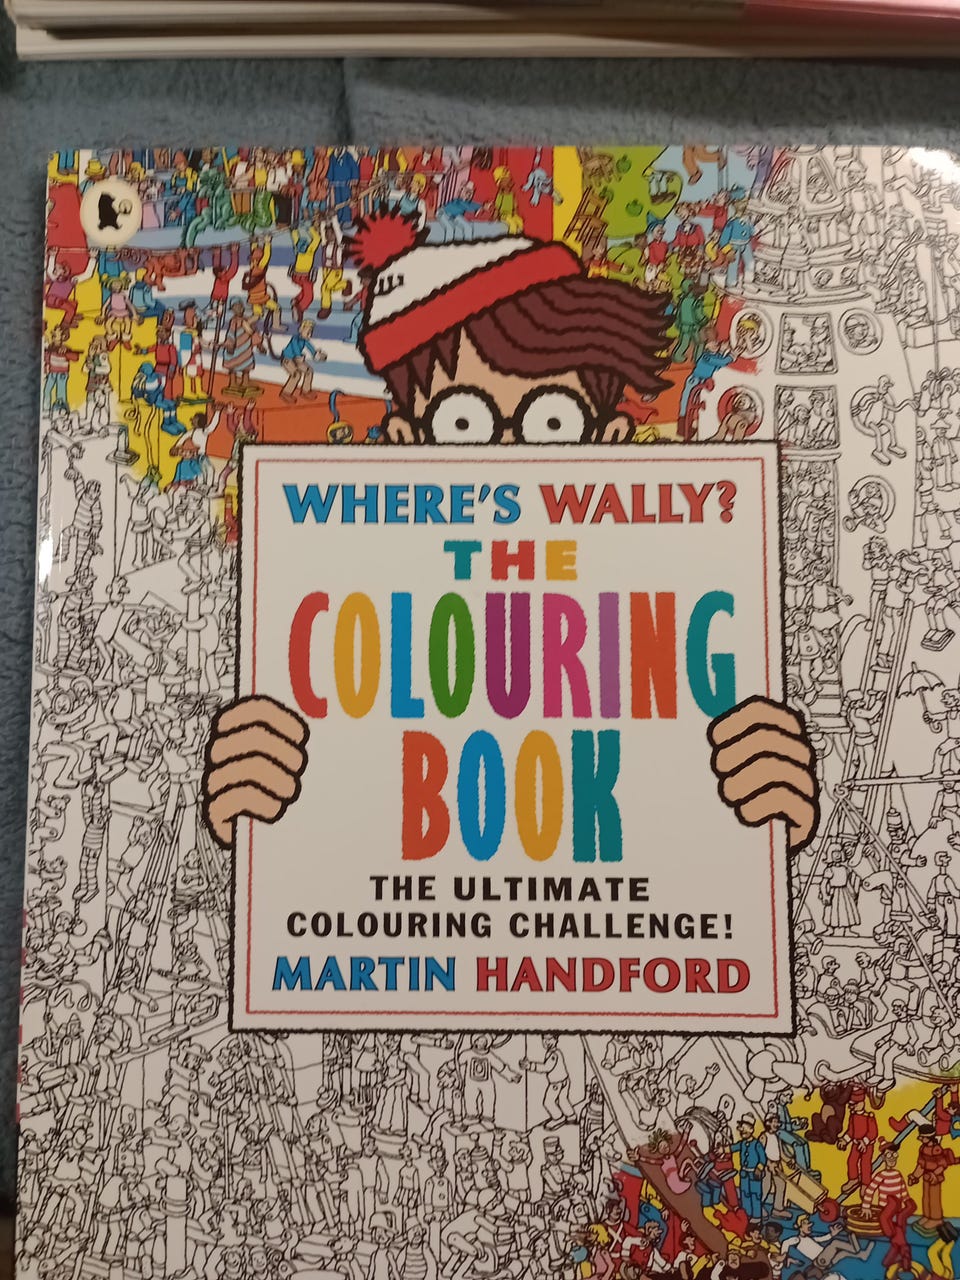 W
WHERE'S WALLY?
THE
COLOURING
BOOK
THE ULTIMATE
COLOURING CHALLENGE!
MARTIN HANDFORD